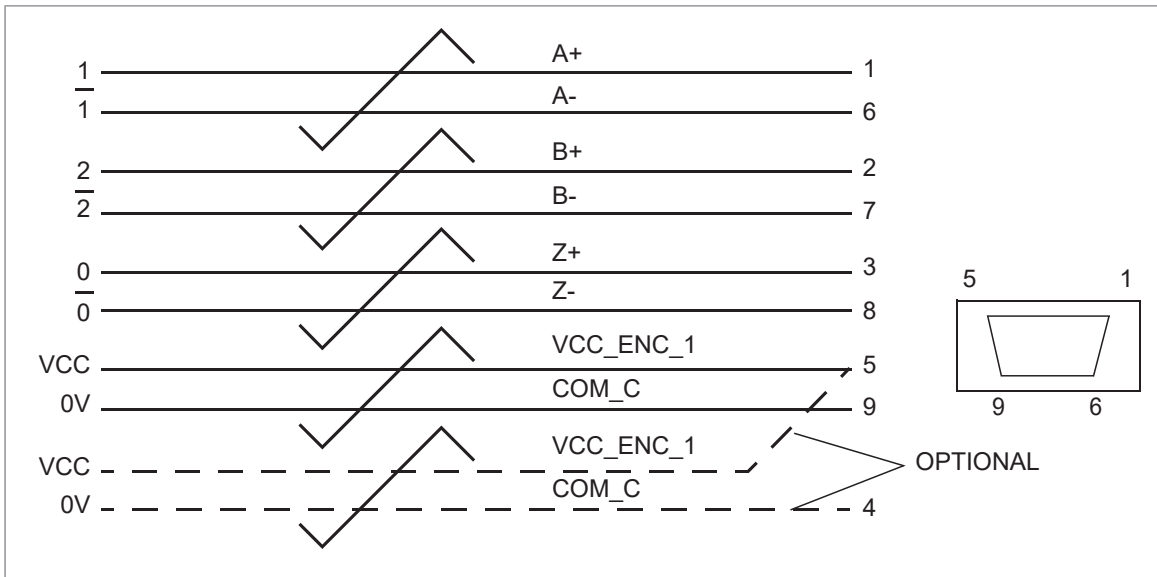 A+
1 1
A-
1̅ 6
B+
2 2
B-
2̅ 7
Z+
0 3
Z-
0̅ 8
VCC_ENC_1
VCC 5
COM_C
0V 9
VCC_ENC_1
VCC
COM_C
0V 4
OPTIONAL
5 1
9 6